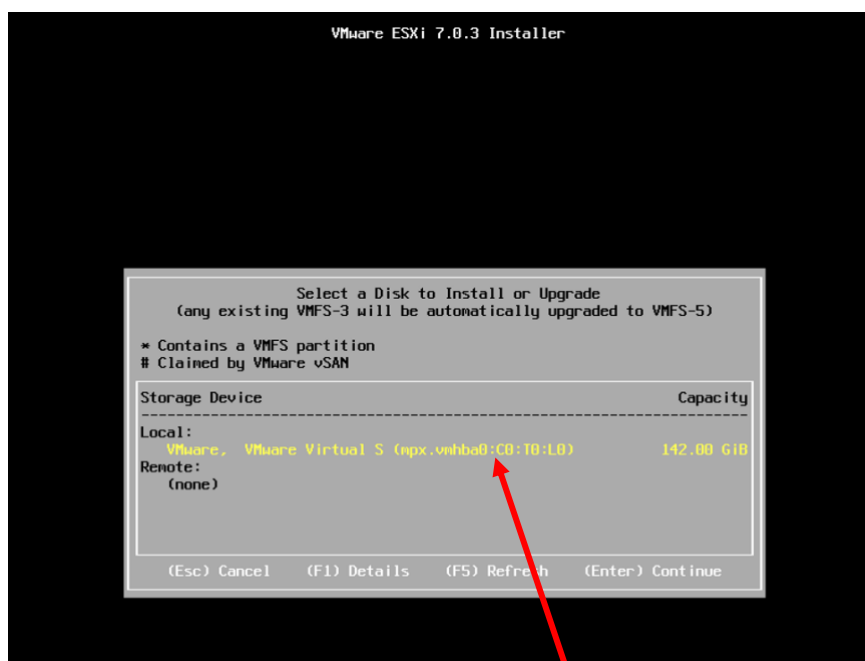 VMware ESXi 7.0.3 Installer
Select a Disk to Install or Upgrade
(any existing VMFS-3 will be automatically upgraded to VMFS-5)
* Contains a VMFS partition
# Claimed by VMware vSAN
Storage Device Capacity
Local:
VMware, VMware Virtual S (mpx.vmhba0:C0:T0:L0) 142.00 GiB
Remote:
(none)
(Esc) Cancel (F1) Details (F5) Refresh (Enter) Continue